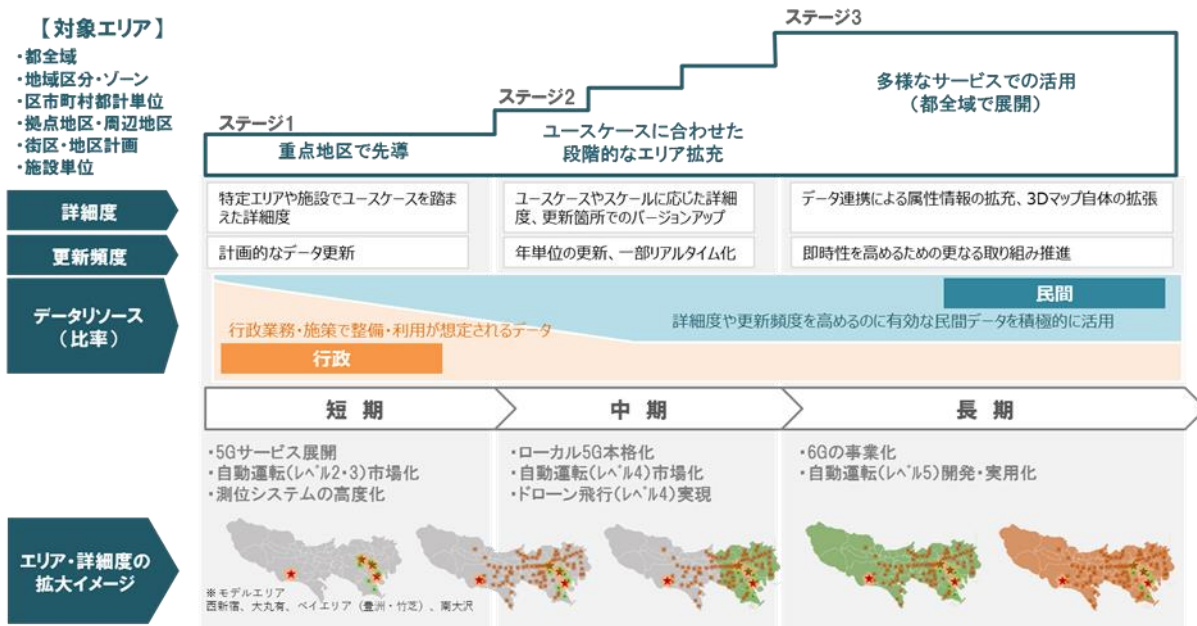 【対象エリア】
・都全域
・地域区分・ゾーン
・区市町村都計単位
・拠点地区・周辺地区
・街区・地区計画
・施設単位
ステージ1
重点地区で先導
ステージ2
ユースケースに合わせた
段階的なエリア拡充
ステージ3
多様なサービスでの活用
（都全域で展開）
詳細度
特定エリアや施設でユースケースを踏ま
えた詳細度
ユースケースやスケールに応じた詳細
度、更新箇所でのバージョンアップ
データ連携による属性情報の拡充、3Dマップ自体の拡張
更新頻度
計画的なデータ更新
年単位の更新、一部リアルタイム化
即時性を高めるための更なる取り組み推進
データリソース
（比率）
民間
詳細度や更新頻度を高めるのに有効な民間データを積極的に活用
行政業務・施策で整備・利用が想定されるデータ
行政
短 期
中 期
長 期
・5Gサービス展開
・自動運転(レベル2・3)市場化
・測位システムの高度化
・ローカル5G本格化
・自動運転(レベル4)市場化
・ドローン飛行(レベル4)実現
・6Gの事業化
・自動運転(レベル5)開発・実用化
エリア・詳細度の
拡大イメージ
※モデルエリア
西新宿、大丸有、ベイエリア（豊洲・竹芝）、南大沢